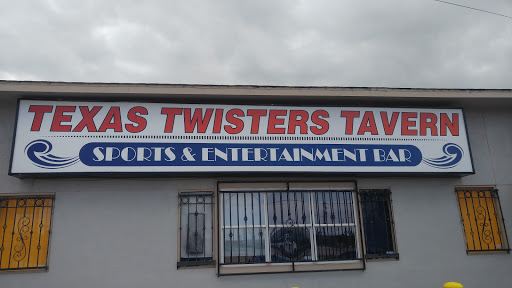 TEXAS TWISTERS TAVERN
SPORTS & ENTERTAINMENT BAR